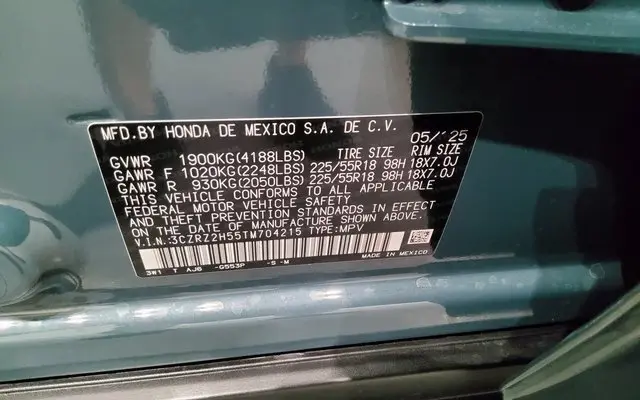 MFD.BY HONDA DE MEXICO S.A. DE C.V. 05/'25
GVWR 1900KG(4188LBS) TIRE SIZE RIM SIZE
GAWR F 1020KG(2248LBS) 225/55R18 98H 18X7.0J
GAWR R 930KG(2050LBS) 225/55R18 98H 18X7.0J
THIS VEHICLE CONFORMS TO ALL APPLICABLE
FEDERAL MOTOR VEHICLE SAFETY
AND THEFT PREVENTION STANDARDS IN EFFECT
ON THE DATE OF MANUFACTURE SHOWN ABOVE.
V.I.N:3CZRZ2H55TM704215 TYPE:MPV
3W1 T AJ6 -G553P -S -M MADE IN MEXICO